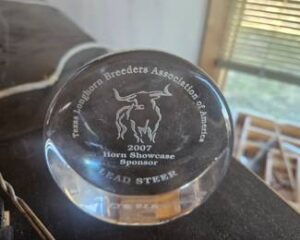 Texas Longhorn Breeders Association of America
2007
Horn Showcase
Sponsor
LEAD STEER